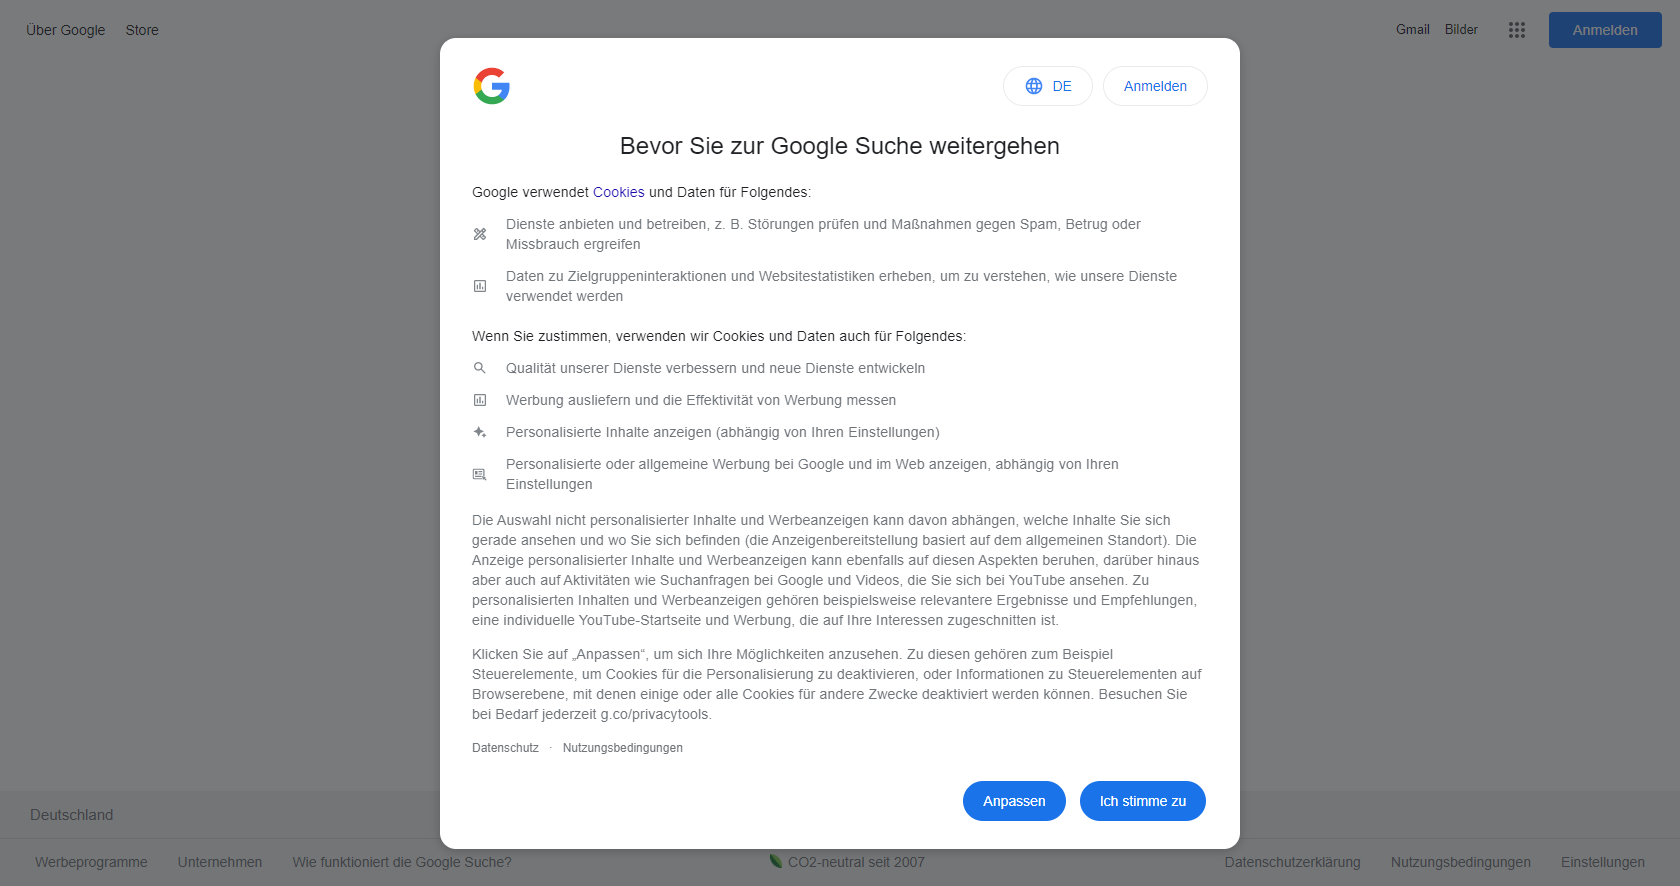 Über Google Store
Gmail Bilder Anmelden
DE Anmelden
Bevor Sie zur Google Suche weitergehen
Google verwendet Cookies und Daten für Folgendes:
Dienste anbieten und betreiben, z. B. Störungen prüfen und Maßnahmen gegen Spam, Betrug oder
Missbrauch ergreifen
Daten zu Zielgruppeninteraktionen und Websitestatistiken erheben, um zu verstehen, wie unsere Dienste
verwendet werden
Wenn Sie zustimmen, verwenden wir Cookies und Daten auch für Folgendes:
Qualität unserer Dienste verbessern und neue Dienste entwickeln
Werbung ausliefern und die Effektivität von Werbung messen
Personalisierte Inhalte anzeigen (abhängig von Ihren Einstellungen)
Personalisierte oder allgemeine Werbung bei Google und im Web anzeigen, abhängig von Ihren
Einstellungen
Die Auswahl nicht personalisierter Inhalte und Werbeanzeigen kann davon abhängen, welche Inhalte Sie sich
gerade ansehen und wo Sie sich befinden (die Anzeigenbereitstellung basiert auf dem allgemeinen Standort). Die
Anzeige personalisierter Inhalte und Werbeanzeigen kann ebenfalls auf diesen Aspekten beruhen, darüber hinaus
aber auch auf Aktivitäten wie Suchanfragen bei Google und Videos, die Sie sich bei YouTube ansehen. Zu
personalisierten Inhalten und Werbeanzeigen gehören beispielsweise relevantere Ergebnisse und Empfehlungen,
eine individuelle YouTube-Startseite und Werbung, die auf Ihre Interessen zugeschnitten ist.
Klicken Sie auf „Anpassen“, um sich Ihre Möglichkeiten anzusehen. Zu diesen gehören zum Beispiel
Steuerelemente, um Cookies für die Personalisierung zu deaktivieren, oder Informationen zu Steuerelementen auf
Browserebene, mit denen einige oder alle Cookies für andere Zwecke deaktiviert werden können. Besuchen Sie
bei Bedarf jederzeit g.co/privacytools.
Datenschutz · Nutzungsbedingungen
Anpassen Ich stimme zu
Deutschland
Werbeprogramme Unternehmen Wie funktioniert die Google Suche? CO2-neutral seit 2007 Datenschutzerklärung Nutzungsbedingungen Einstellungen